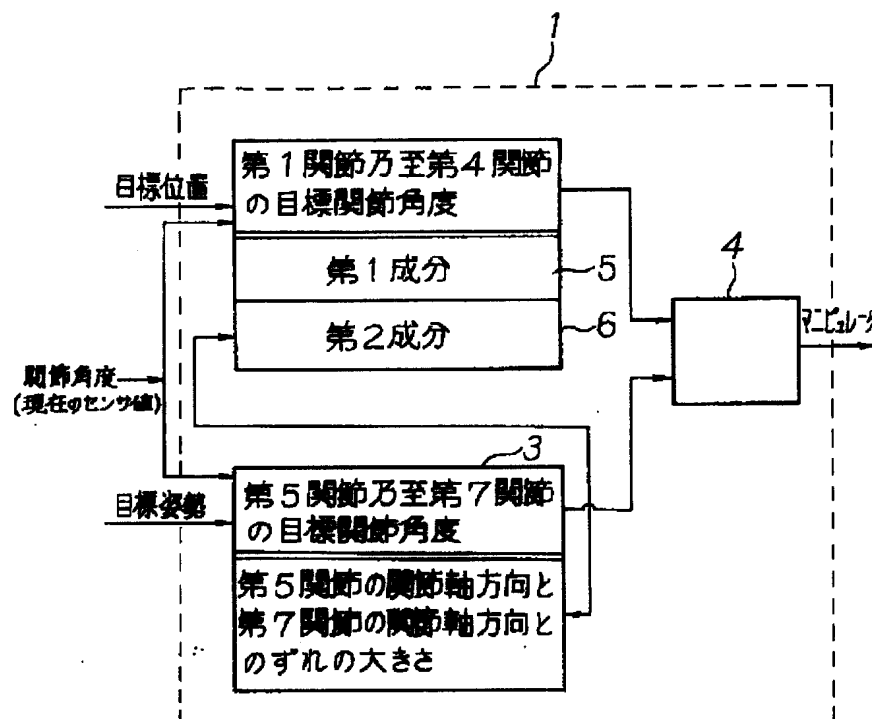 1
第1関節乃至第4関節
の目標関節角度
目標位置
第1成分
5
第2成分
6
4
マニピュレータ
関節角度
(現在のセンサ値)
3
目標姿勢
第5関節乃至第7関節
の目標関節角度
第5関節の関節軸方向と
第7関節の関節軸方向と
のずれの大きさ